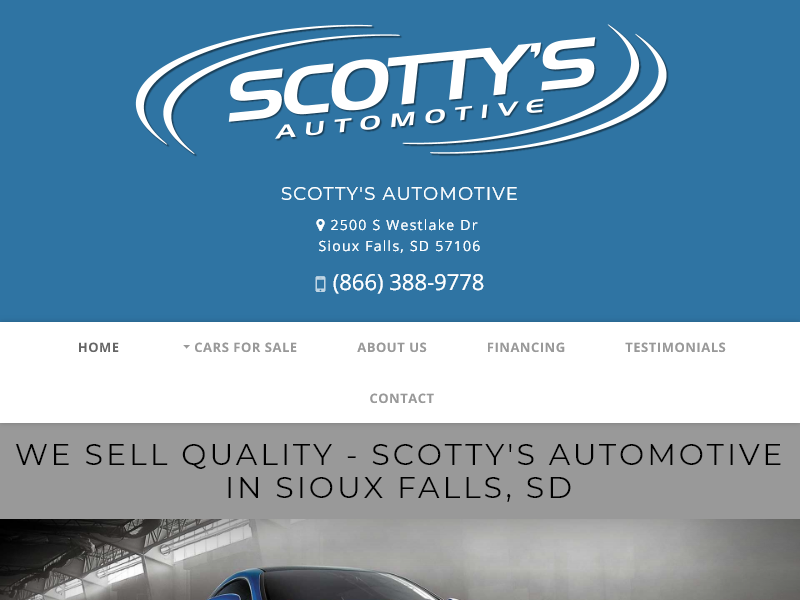 SCOTTY'S
AUTOMOTIVE
SCOTTY'S AUTOMOTIVE
2500 S Westlake Dr
Sioux Falls, SD 57106
(866) 388-9778
HOME CARS FOR SALE ABOUT US FINANCING TESTIMONIALS
CONTACT
WE SELL QUALITY - SCOTTY'S AUTOMOTIVE
IN SIOUX FALLS, SD